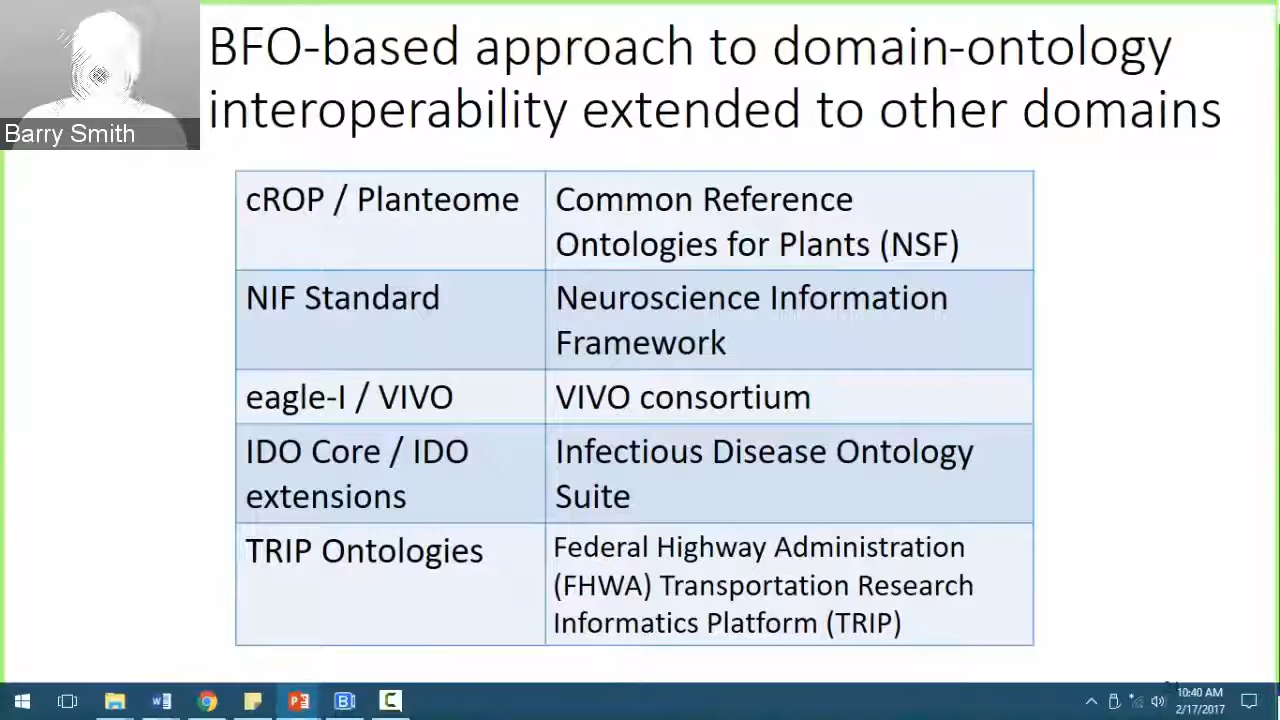 BFO-based approach to domain-ontology
interoperability extended to other domains
Barry Smith
cROP / Planteome
Common Reference
Ontologies for Plants (NSF)
NIF Standard
Neuroscience Information
Framework
eagle-I / VIVO
VIVO consortium
IDO Core / IDO
extensions
Infectious Disease Ontology
Suite
TRIP Ontologies
Federal Highway Administration
(FHWA) Transportation Research
Informatics Platform (TRIP)
10:40 AM
2/17/2017